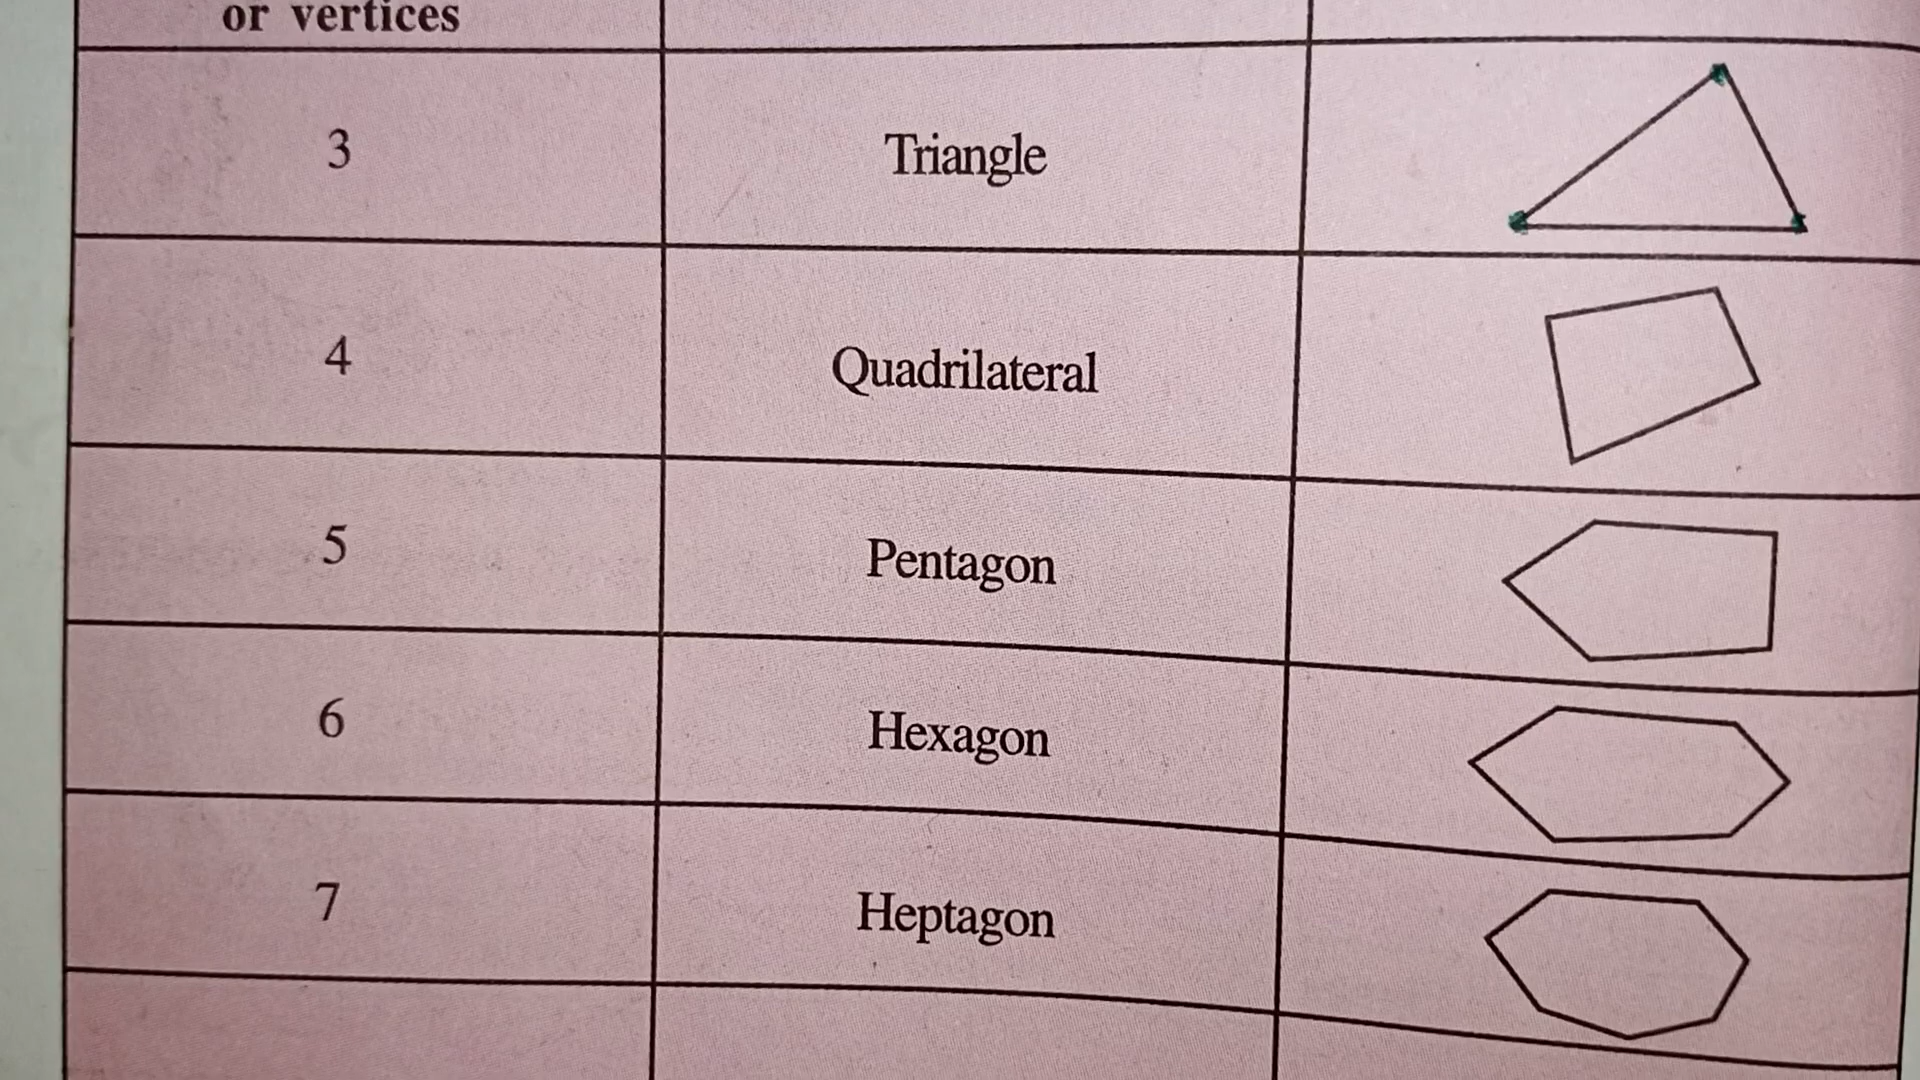 or vertices
3 Triangle
4 Quadrilateral
5 Pentagon
6 Hexagon
7 Heptagon